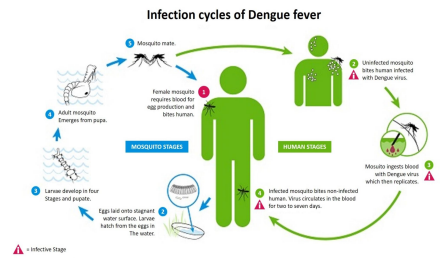 Infection cycles of Dengue fever
5 Mosquito mate.
Female mosquito
requires blood for
egg production and
bites human.
1
2 Uninfected mosquito
bites human infected
with Dengue virus.
4 Adult mosquito
Emerges from pupa.
MOSQUITO STAGES
HUMAN STAGES
3 Larvae develop in four
Stages and pupate.
Eggs laid onto stagnant
water surface. Larvae
hatch from the eggs in
The water.
2
Mosito ingests blood
with Dengue virus
which then replicates.
3
4 Infected mosquito bites non-infected
human. Virus circulates in the blood
for two to seven days.
= Infective Stage